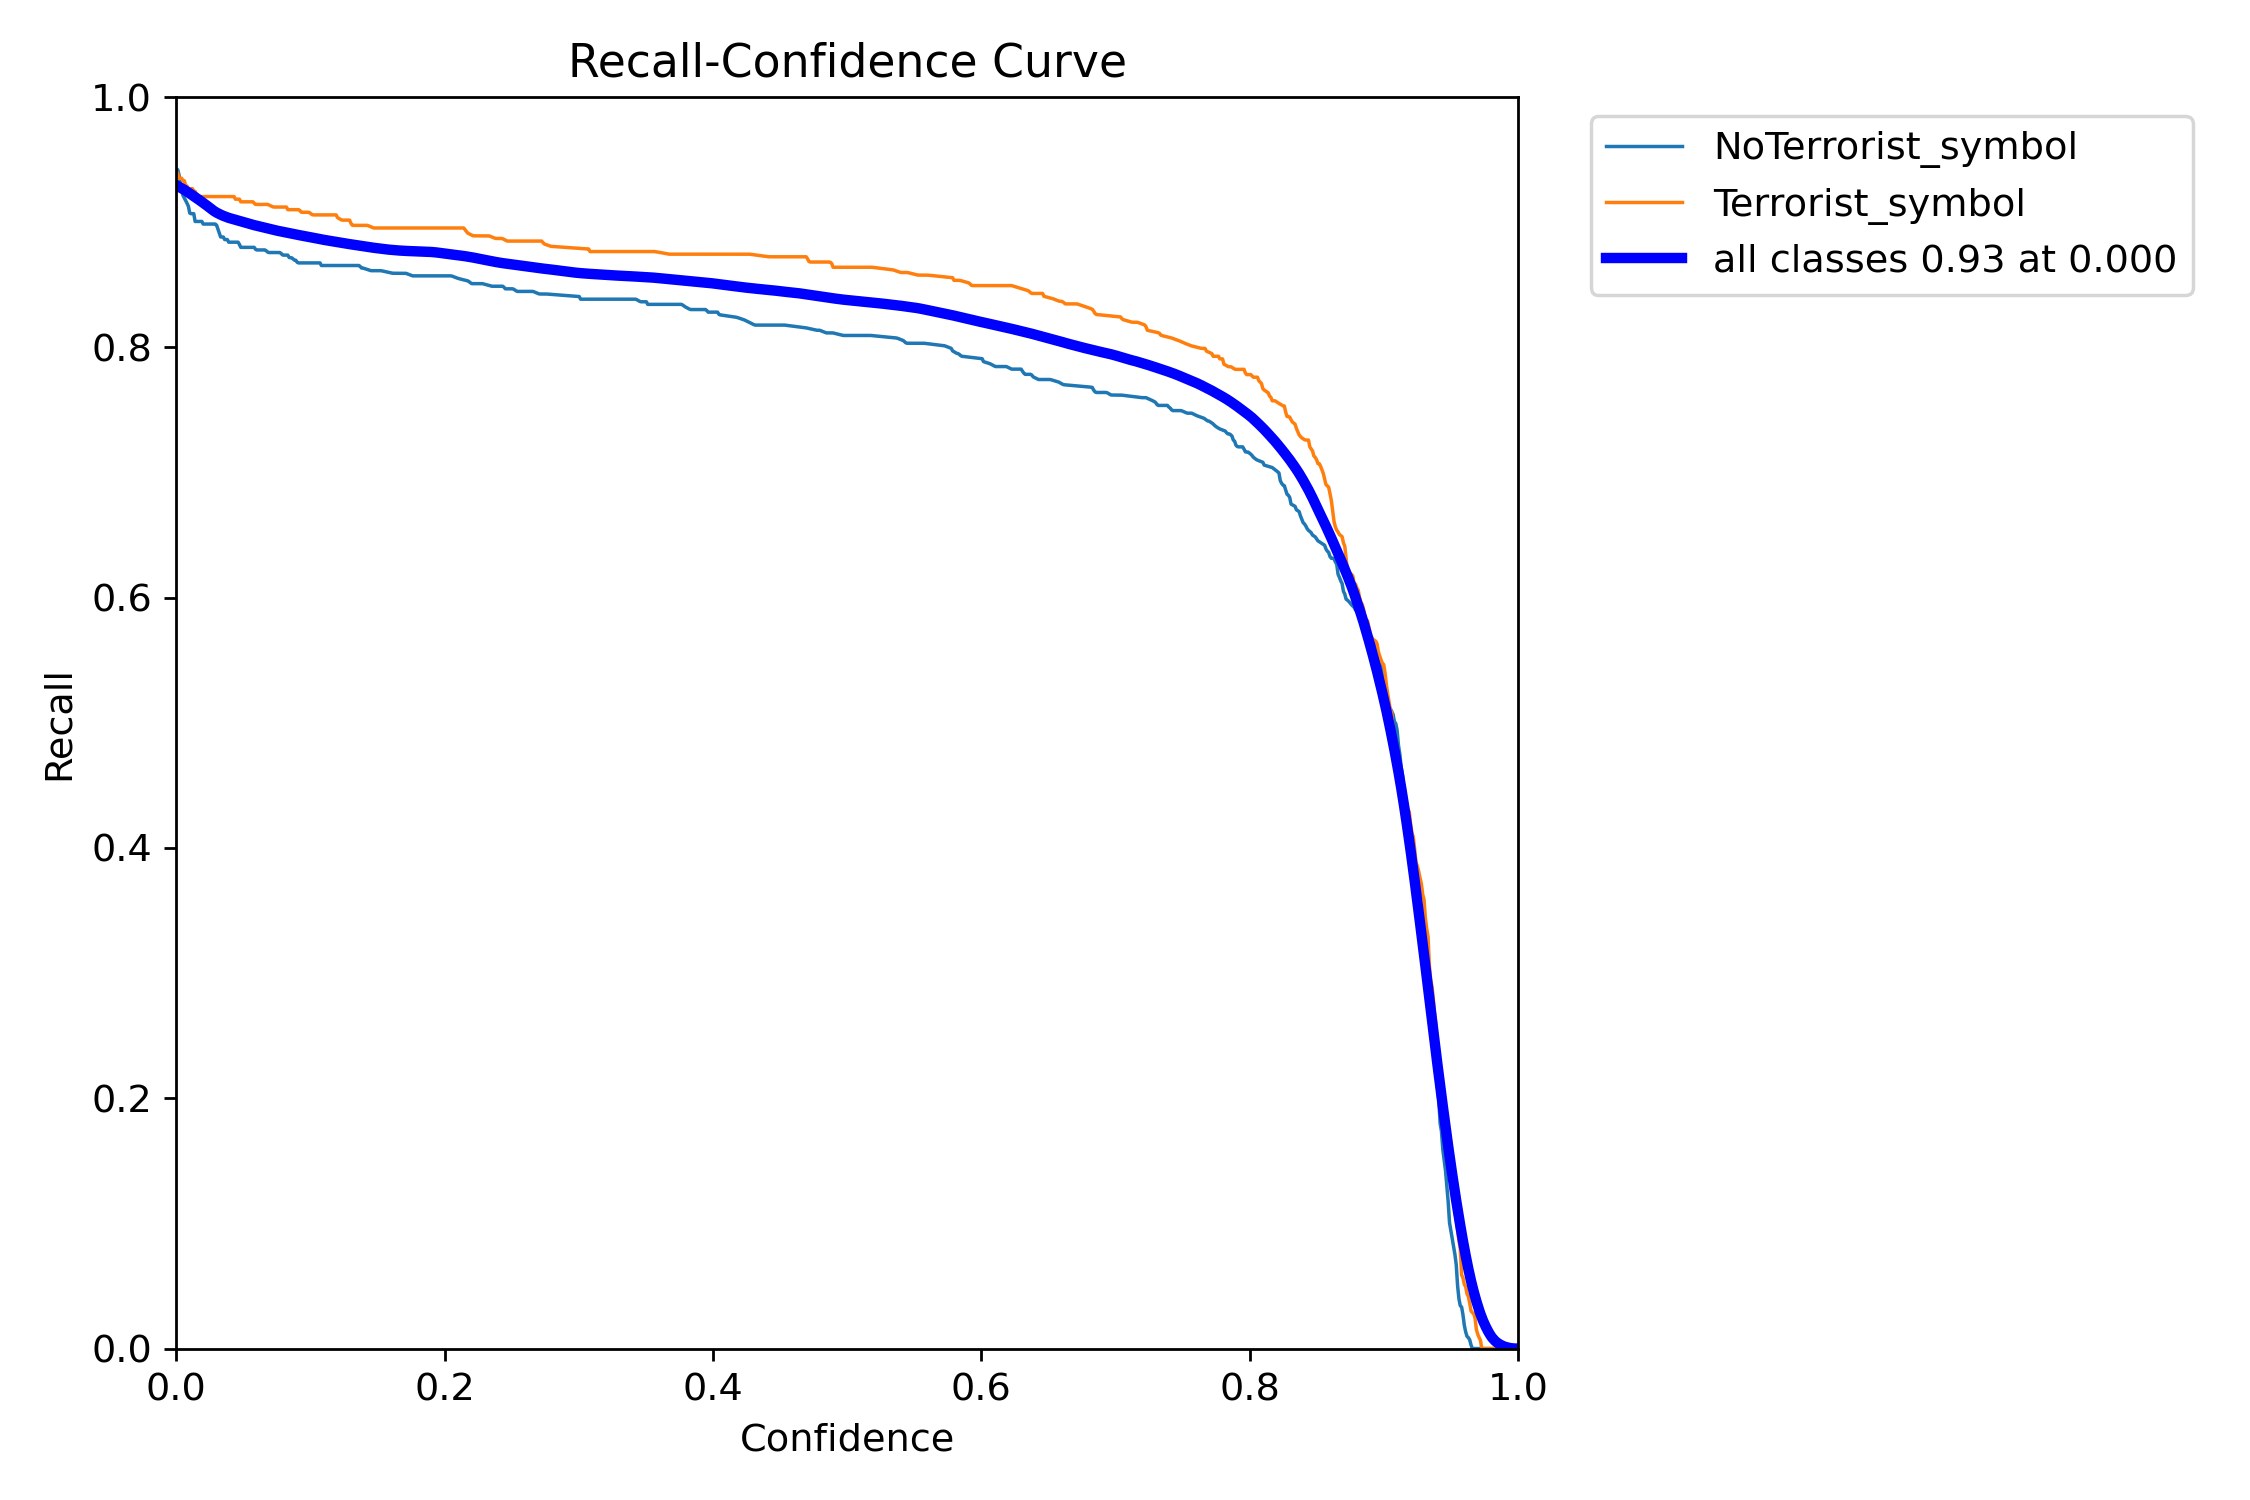 Recall-Confidence Curve
1.0
0.8
0.6
0.4
0.2
0.0
Recall
0.0 0.2 0.4 0.6 0.8 1.0
Confidence
NoTerrorist_symbol
Terrorist_symbol
all classes 0.93 at 0.000